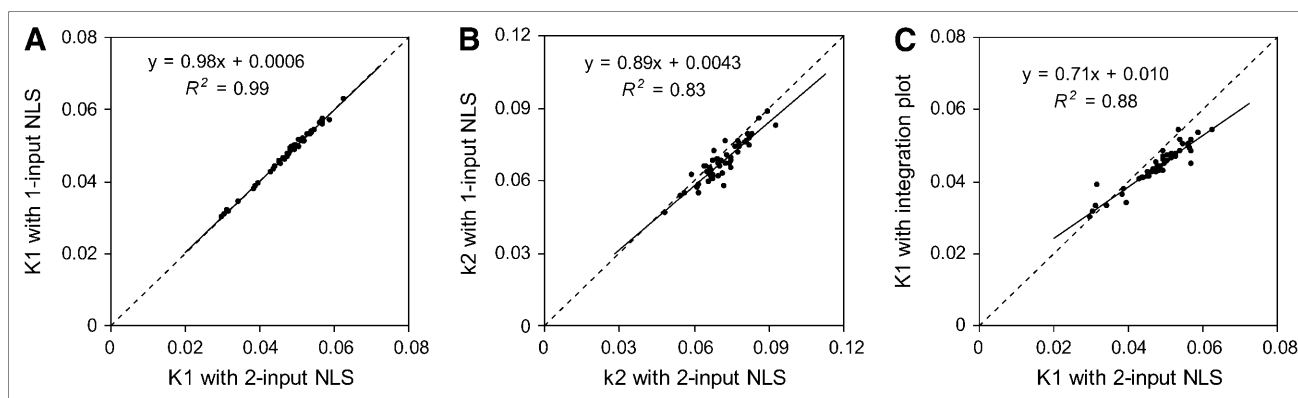 A
y = 0.98x + 0.0006
R² = 0.99
K1 with 1-input NLS
0.08
0.06
0.04
0.02
0
0 0.02 0.04 0.06 0.08
K1 with 2-input NLS
B
y = 0.89x + 0.0043
R² = 0.83
k2 with 1-input NLS
0.12
0.09
0.06
0.03
0
0 0.03 0.06 0.09 0.12
k2 with 2-input NLS
C
y = 0.71x + 0.010
R² = 0.88
K1 with integration plot
0.08
0.06
0.04
0.02
0
0 0.02 0.04 0.06 0.08
K1 with 2-input NLS